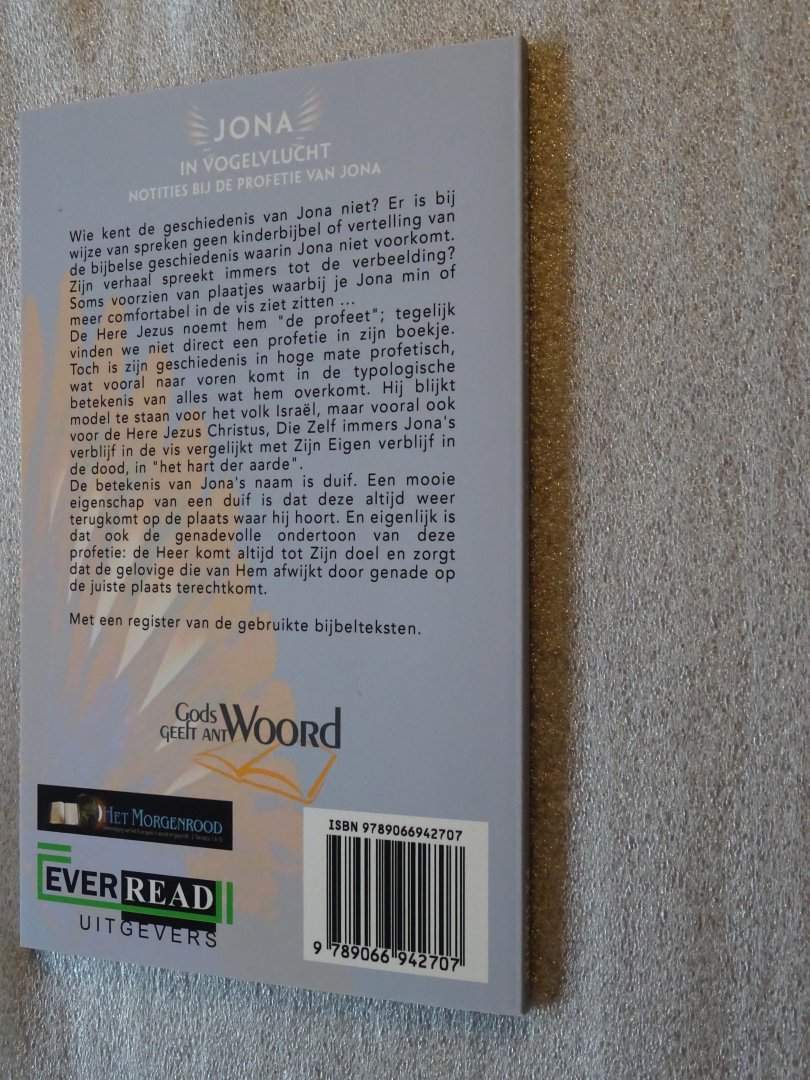 JONA
IN VOGELVLUCHT
NOTITIES BIJ DE PROFETIE VAN JONA
Wie kent de geschiedenis van Jona niet? Er is bij
wijze van spreken geen kinderbijbel of vertelling van
de bijbelse geschiedenis waarin Jona niet voorkomt.
Zijn verhaal spreekt immers tot de verbeelding?
Soms voorzien van plaatjes waarbij je Jona min of
meer comfortabel in de vis ziet zitten ...
De Here Jezus noemt hem "de profeet"; tegelijk
vinden we niet direct een profetie in zijn boekje.
Toch is zijn geschiedenis in hoge mate profetisch,
wat vooral naar voren komt in de typologische
betekenis van alles wat hem overkomt. Hij blijkt
model te staan voor het volk Israël, maar vooral ook
voor de Here Jezus Christus, Die Zelf immers Jona's
verblijf in de vis vergelijkt met Zijn Eigen verblijf in
de dood, in "het hart der aarde".
De betekenis van Jona's naam is duif. Een mooie
eigenschap van een duif is dat deze altijd weer
terugkomt op de plaats waar hij hoort. En eigenlijk is
dat ook de genadevolle ondertoon van deze
profetie: de Heer komt altijd tot Zijn doel en zorgt
dat de gelovige die van Hem afwijkt door genade op
de juiste plaats terechtkomt.
Met een register van de gebruikte bijbelteksten.
Gods
GEEFT ANTWOORD
HET MORGENROOD
EVERREAD
UITGEVERS
ISBN 9789066942707
9 789066 942707